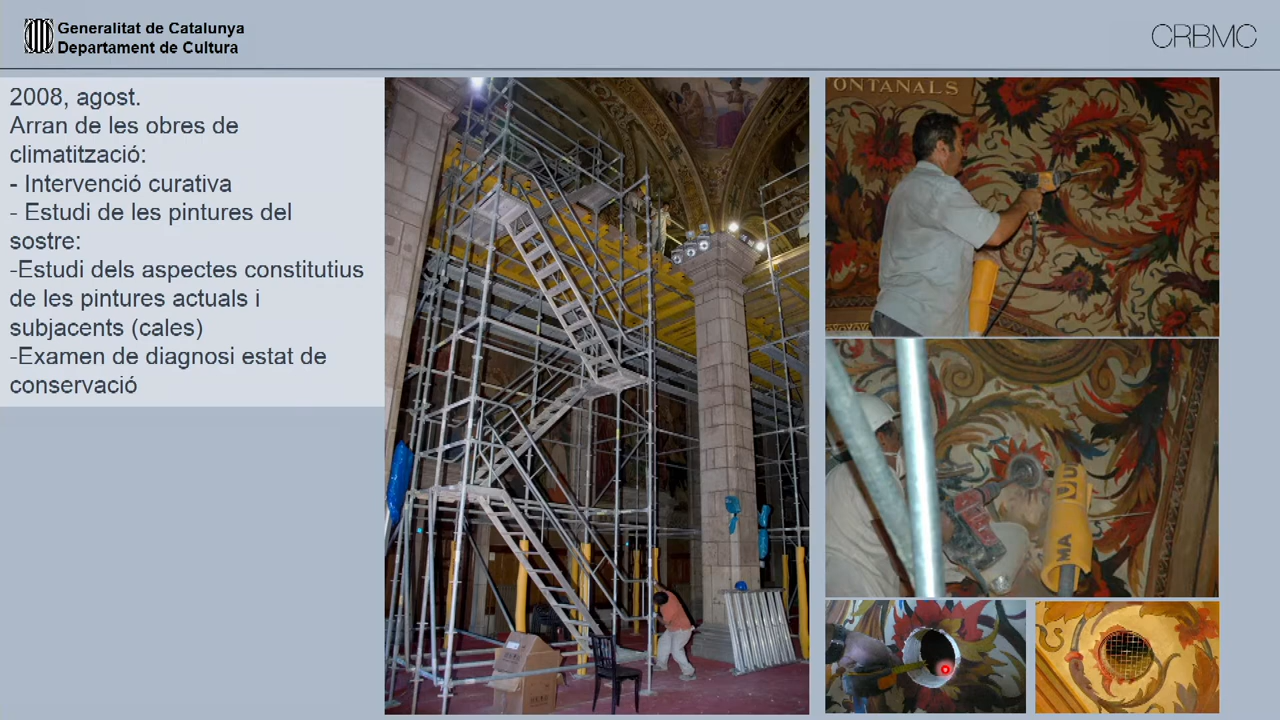 Generalitat de Catalunya
Departament de Cultura
CRBMC
2008, agost.
Arran de les obres de
climatització:
- Intervenció curativa
- Estudi de les pintures del
sostre:
-Estudi dels aspectes constitutius
de les pintures actuals i
subjacents (cales)
-Examen de diagnosi estat de
conservació
ONTANALS